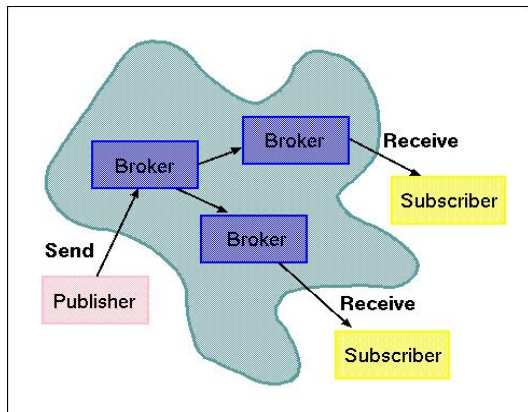 Broker
Receive
Broker
Subscriber
Broker
Send
Publisher
Receive
Subscriber